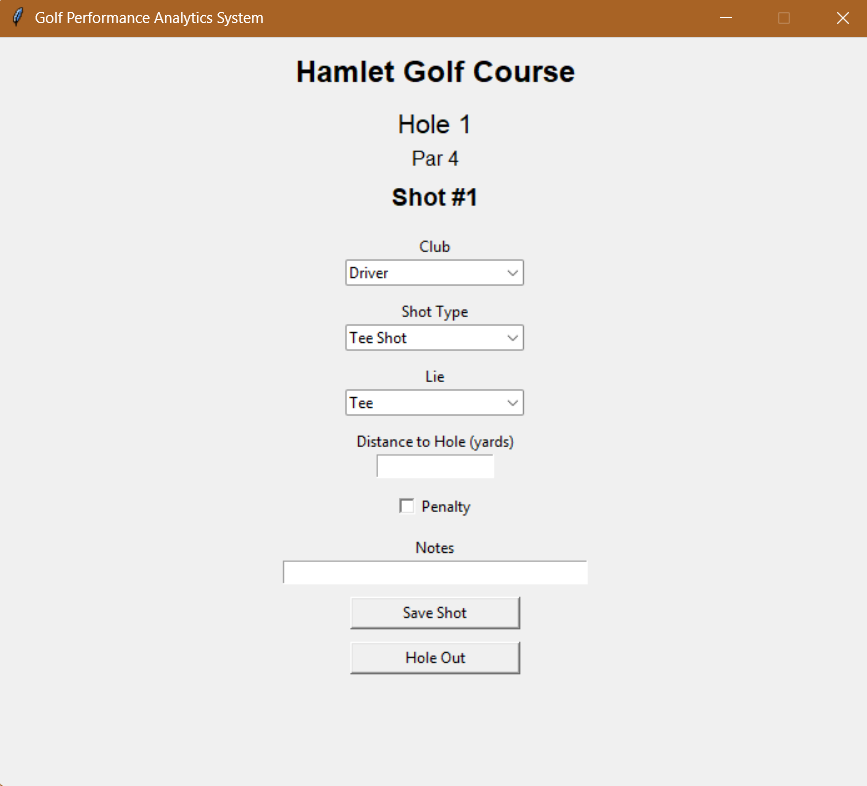 Golf Performance Analytics System
Hamlet Golf Course
Hole 1
Par 4
Shot #1
Club
Driver
Shot Type
Tee Shot
Lie
Tee
Distance to Hole (yards)
Penalty
Notes
Save Shot
Hole Out